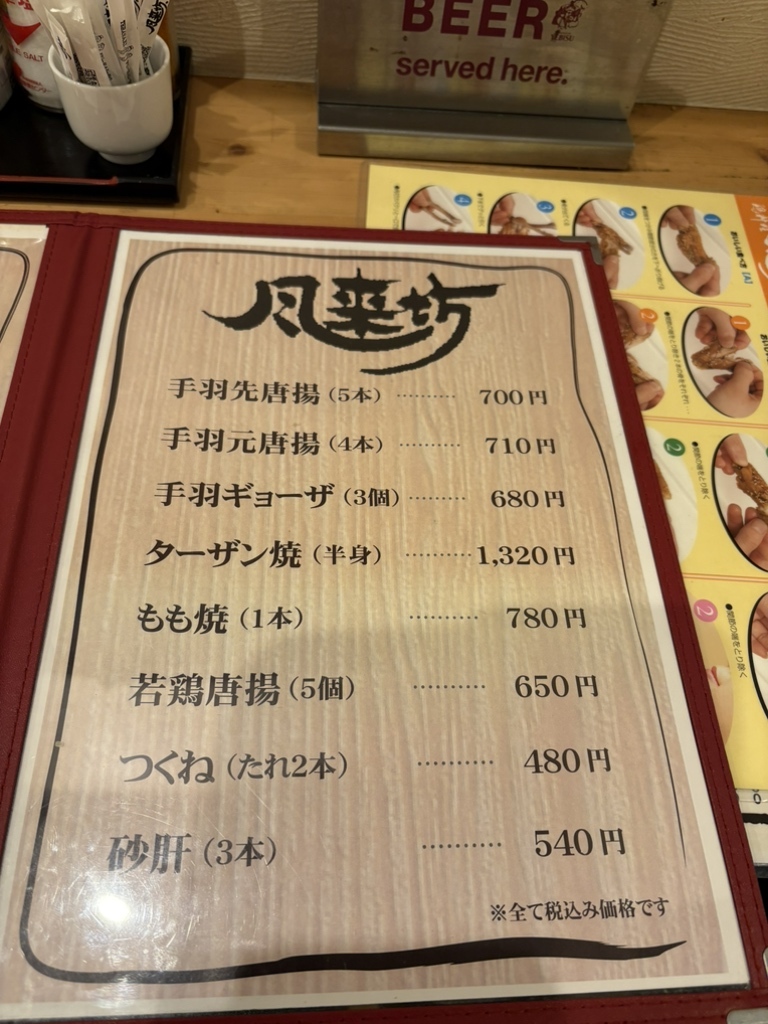 BEER
served here.
風来坊
手羽先唐揚(5本) ………… 700円
手羽元唐揚(4本) ………… 710円
手羽ギョーザ(3個) ……… 680円
ターザン焼(半身) ………… 1,320円
もも焼(1本) ………… 780円
若鶏唐揚(5個) ………… 650円
つくね(たれ2本) ………… 480円
砂肝(3本) ………… 540円
※全て税込み価格です